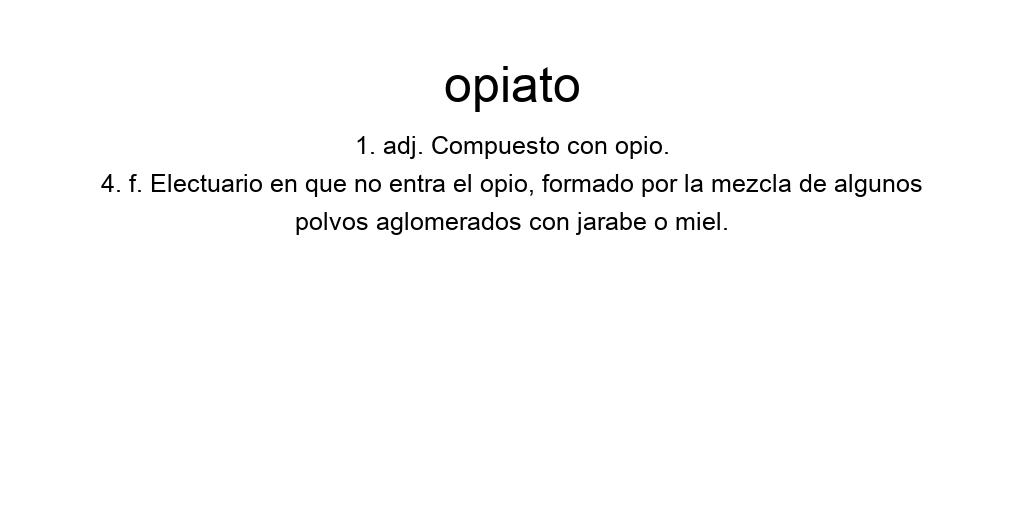 opiato
1. adj. Compuesto con opio.
4. f. Electuario en que no entra el opio, formado por la mezcla de algunos
polvos aglomerados con jarabe o miel.